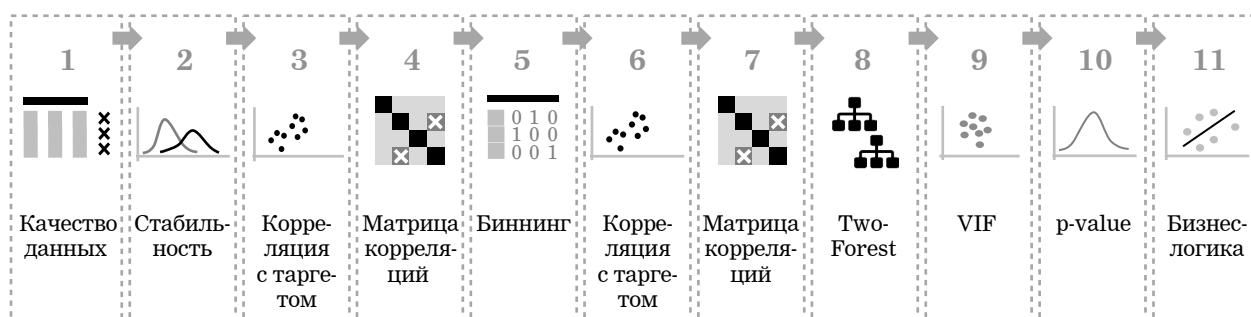 1
2
3
4
5
6
7
8
9
10
11
0 1 0
1 0 0
0 0 1
Качество
данных
Стабиль-
ность
Корре-
ляция
с тарге-
том
Матрица
корреля-
ций
Биннинг
Корре-
ляция
с тарге-
том
Матрица
корреля-
ций
Two-
Forest
VIF
p-value
Бизнес-
логика